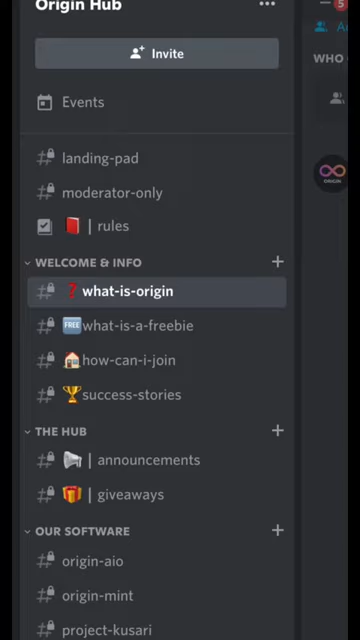 Origin Hub
5
Invite
WHO
Events
ORIGIN
landing-pad
moderator-only
| rules
WELCOME & INFO
❓what-is-origin
FREE what-is-a-freebie
how-can-i-join
success-stories
THE HUB
| announcements
| giveaways
OUR SOFTWARE
origin-aio
origin-mint
project-kusari